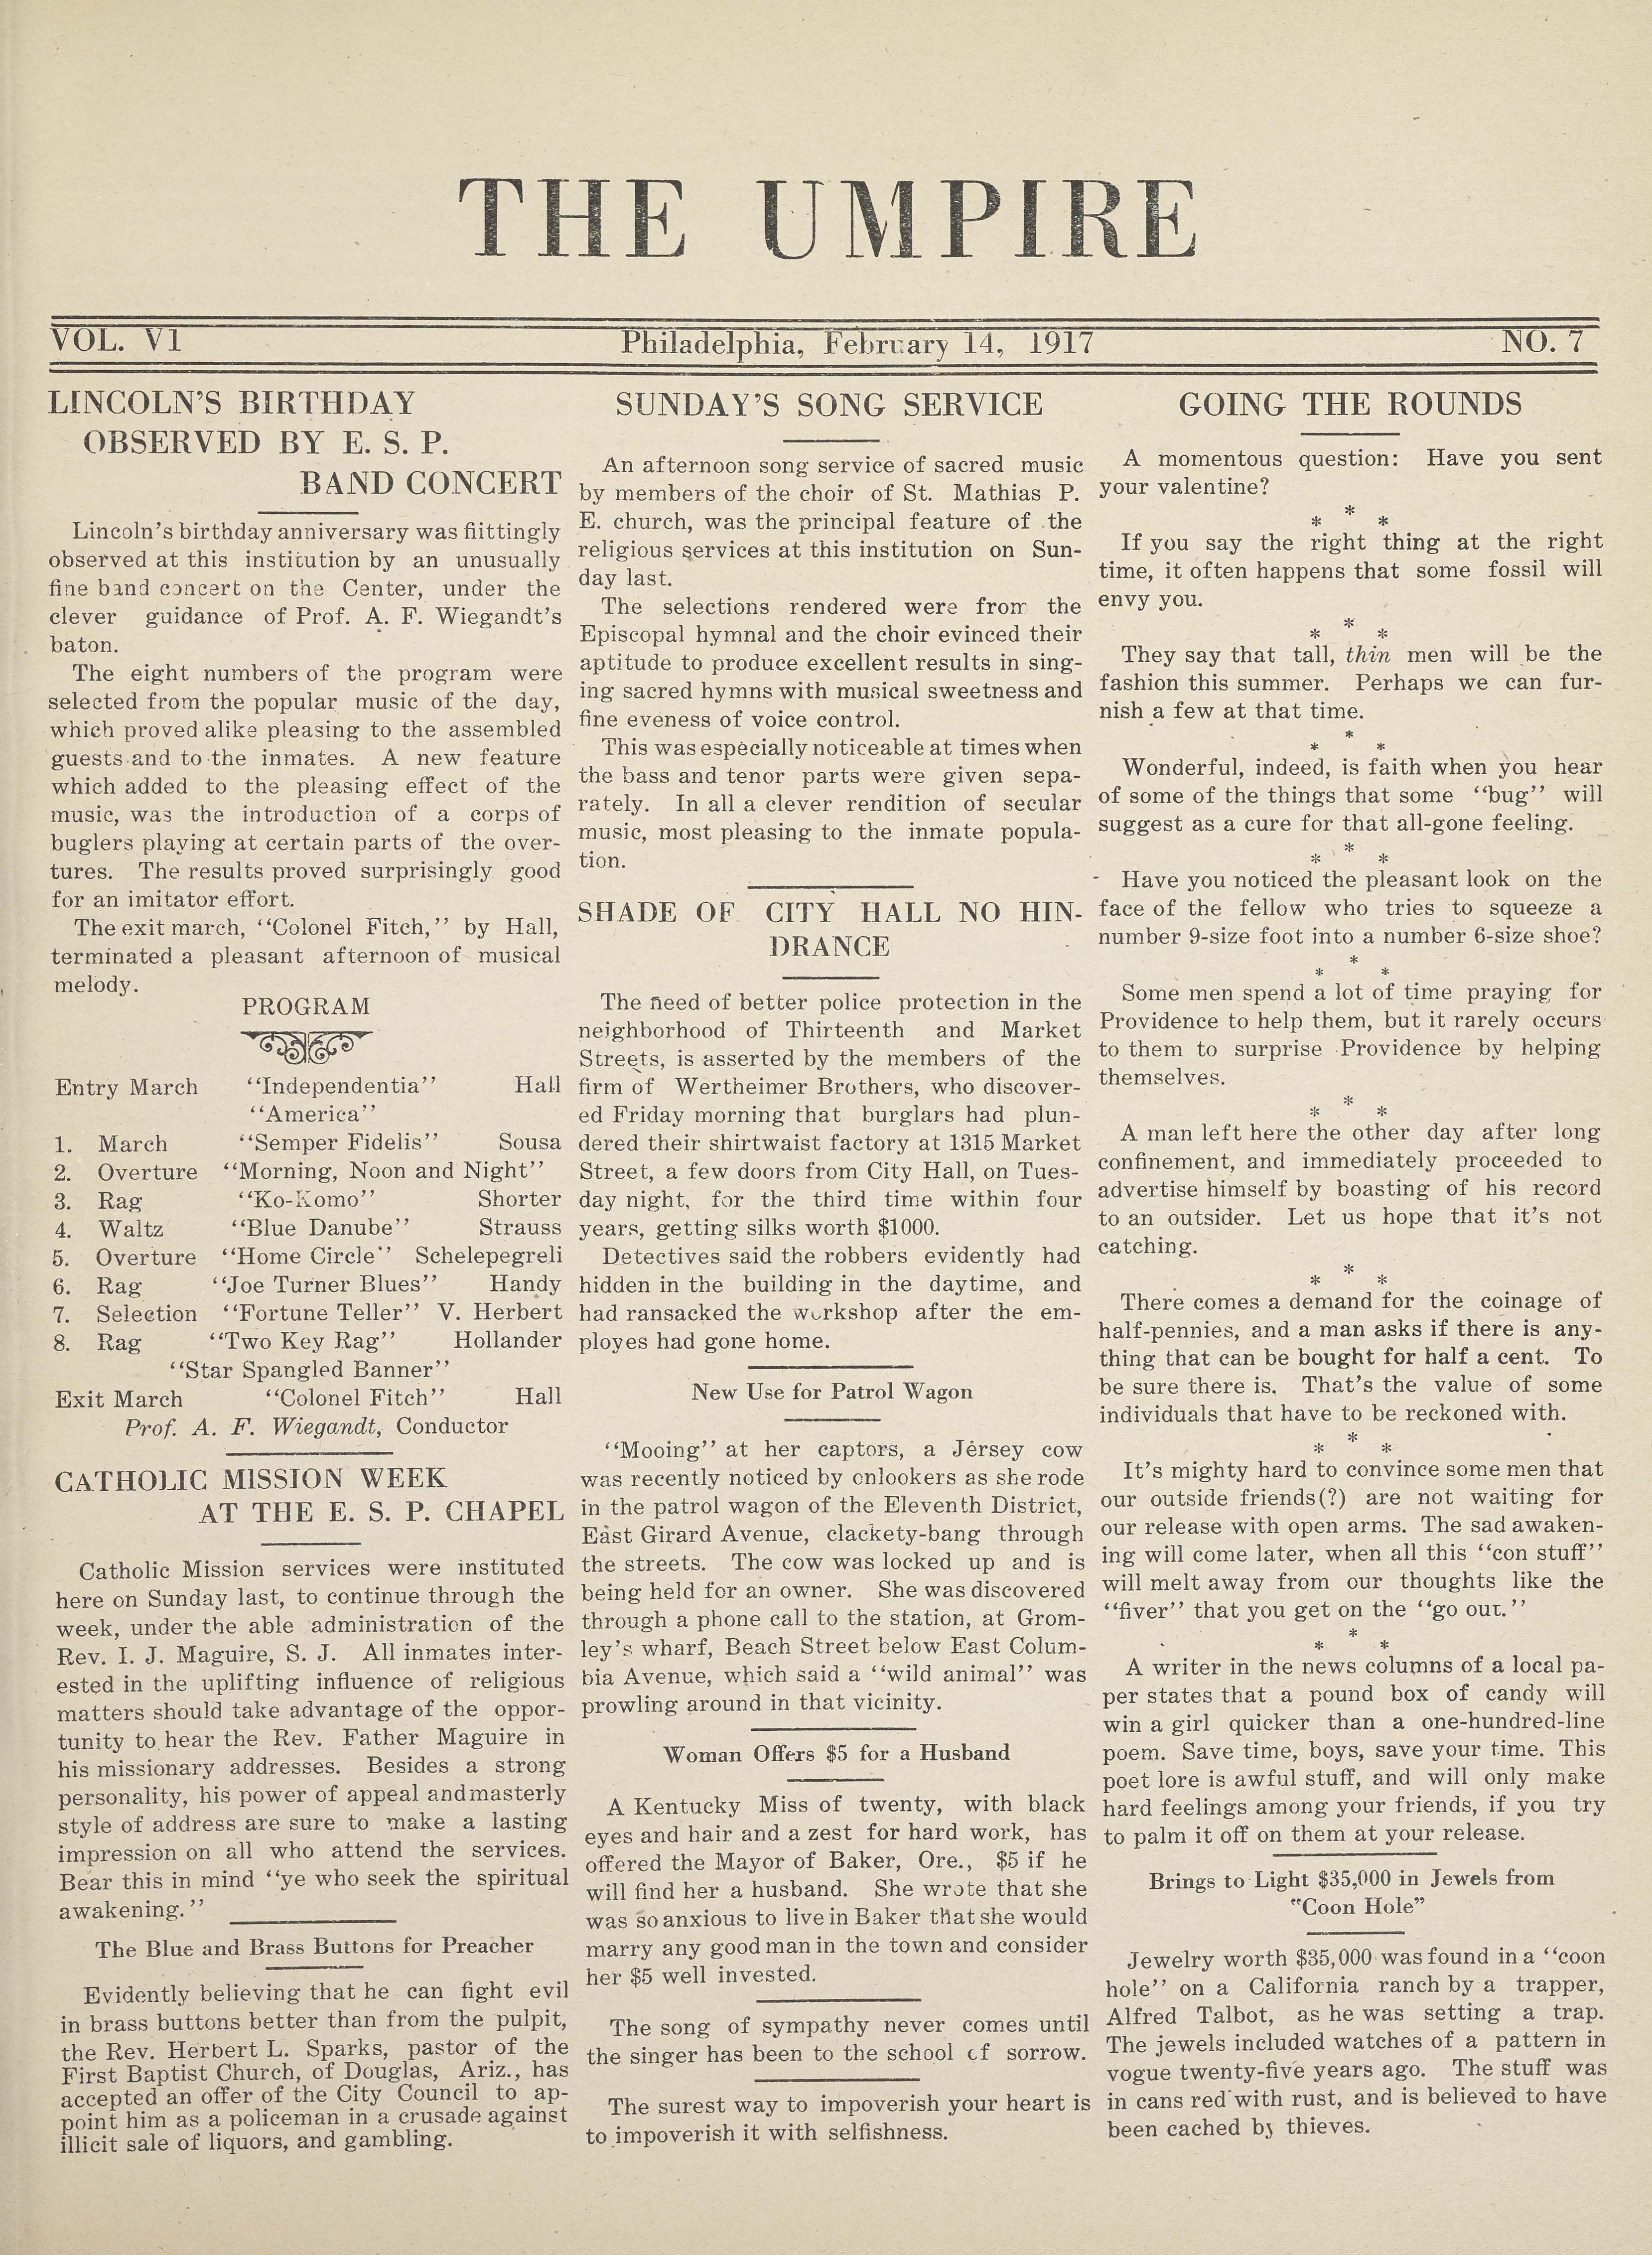 THE UMPIRE
VOL. VI
Philadelphia, February 14, 1917
NO. 7
LINCOLN'S BIRTHDAY
OBSERVED BY E. S. P.
BAND CONCERT
Lincoln's birthday anniversary was fiittingly
observed at this institution by an unusually
fine band concert on the Center, under the
clever guidance of Prof. A. F. Wiegandt's
baton.
The eight numbers of the program were
selected from the popular music of the day,
which proved alike pleasing to the assembled
guests and to the inmates. A new feature
which added to the pleasing effect of the
music, was the introduction of a corps of
buglers playing at certain parts of the over-
tures. The results proved surprisingly good
for an imitator effort.
The exit march, "Colonel Fitch," by Hall,
terminated a pleasant afternoon of musical
melody.
PROGRAM
Entry March "Independentia" Hall
"America"
1. March "Semper Fidelis" Sousa
2. Overture "Morning, Noon and Night"
3. Rag "Ko-Komo" Shorter
4. Waltz "Blue Danube" Strauss
5. Overture "Home Circle" Schelepegreli
6. Rag "Joe Turner Blues" Handy
7. Selection "Fortune Teller" V. Herbert
8. Rag "Two Key Rag" Hollander
"Star Spangled Banner"
Exit March "Colonel Fitch" Hall
Prof. A. F. Wiegandt, Conductor
CATHOLIC MISSION WEEK
AT THE E. S. P. CHAPEL
Catholic Mission services were instituted
here on Sunday last, to continue through the
week, under the able administration of the
Rev. I. J. Maguire, S. J. All inmates inter-
ested in the uplifting influence of religious
matters should take advantage of the oppor-
tunity to hear the Rev. Father Maguire in
his missionary addresses. Besides a strong
personality, his power of appeal and masterly
style of address are sure to make a lasting
impression on all who attend the services.
Bear this in mind "ye who seek the spiritual
awakening."
The Blue and Brass Buttons for Preacher
Evidently believing that he can fight evil
in brass buttons better than from the pulpit,
the Rev. Herbert L. Sparks, pastor of the
First Baptist Church, of Douglas, Ariz., has
accepted an offer of the City Council to ap-
point him as a policeman in a crusade against
illicit sale of liquors, and gambling.
SUNDAY'S SONG SERVICE
An afternoon song service of sacred music
by members of the choir of St. Mathias P.
E. church, was the principal feature of the
religious services at this institution on Sun-
day last.
The selections rendered were from the
Episcopal hymnal and the choir evinced their
aptitude to produce excellent results in sing-
ing sacred hymns with musical sweetness and
fine eveness of voice control.
This was especially noticeable at times when
the bass and tenor parts were given sepa-
rately. In all a clever rendition of secular
music, most pleasing to the inmate popula-
tion.
SHADE OF CITY HALL NO HIN-
DRANCE
The need of better police protection in the
neighborhood of Thirteenth and Market
Streets, is asserted by the members of the
firm of Wertheimer Brothers, who discover-
ed Friday morning that burglars had plun-
dered their shirtwaist factory at 1315 Market
Street, a few doors from City Hall, on Tues-
day night, for the third time within four
years, getting silks worth $1000.
Detectives said the robbers evidently had
hidden in the building in the daytime, and
had ransacked the workshop after the em-
ployes had gone home.
New Use for Patrol Wagon
"Mooing" at her captors, a Jersey cow
was recently noticed by onlookers as she rode
in the patrol wagon of the Eleventh District,
East Girard Avenue, clackety-bang through
the streets. The cow was locked up and is
being held for an owner. She was discovered
through a phone call to the station, at Grom-
ley's wharf, Beach Street below East Colum-
bia Avenue, which said a "wild animal" was
prowling around in that vicinity.
Woman Offers $5 for a Husband
A Kentucky Miss of twenty, with black
eyes and hair and a zest for hard work, has
offered the Mayor of Baker, Ore., $5 if he
will find her a husband. She wrote that she
was so anxious to live in Baker that she would
marry any good man in the town and consider
her $5 well invested.
The song of sympathy never comes until
the singer has been to the school of sorrow.
The surest way to impoverish your heart is
to impoverish it with selfishness.
GOING THE ROUNDS
A momentous question: Have you sent
your valentine?
* * *
If you say the right thing at the right
time, it often happens that some fossil will
envy you.
* * *
They say that tall, thin men will be the
fashion this summer. Perhaps we can fur-
nish a few at that time.
* * *
Wonderful, indeed, is faith when you hear
of some of the things that some "bug" will
suggest as a cure for that all-gone feeling.
* * *
Have you noticed the pleasant look on the
face of the fellow who tries to squeeze a
number 9-size foot into a number 6-size shoe?
* * *
Some men spend a lot of time praying for
Providence to help them, but it rarely occurs
to them to surprise Providence by helping
themselves.
* * *
A man left here the other day after long
confinement, and immediately proceeded to
advertise himself by boasting of his record
to an outsider. Let us hope that it's not
catching.
* * *
There comes a demand for the coinage of
half-pennies, and a man asks if there is any-
thing that can be bought for half a cent. To
be sure there is. That's the value of some
individuals that have to be reckoned with.
* * *
It's mighty hard to convince some men that
our outside friends(?) are not waiting for
our release with open arms. The sad awaken-
ing will come later, when all this "con stuff"
will melt away from our thoughts like the
"fiver" that you get on the "go out."
* * *
A writer in the news columns of a local pa-
per states that a pound box of candy will
win a girl quicker than a one-hundred-line
poem. Save time, boys, save your time. This
poet lore is awful stuff, and will only make
hard feelings among your friends, if you try
to palm it off on them at your release.
Brings to Light $35,000 in Jewels from
"Coon Hole"
Jewelry worth $35,000 was found in a "coon
hole" on a California ranch by a trapper,
Alfred Talbot, as he was setting a trap.
The jewels included watches of a pattern in
vogue twenty-five years ago. The stuff was
in cans red with rust, and is believed to have
been cached by thieves.